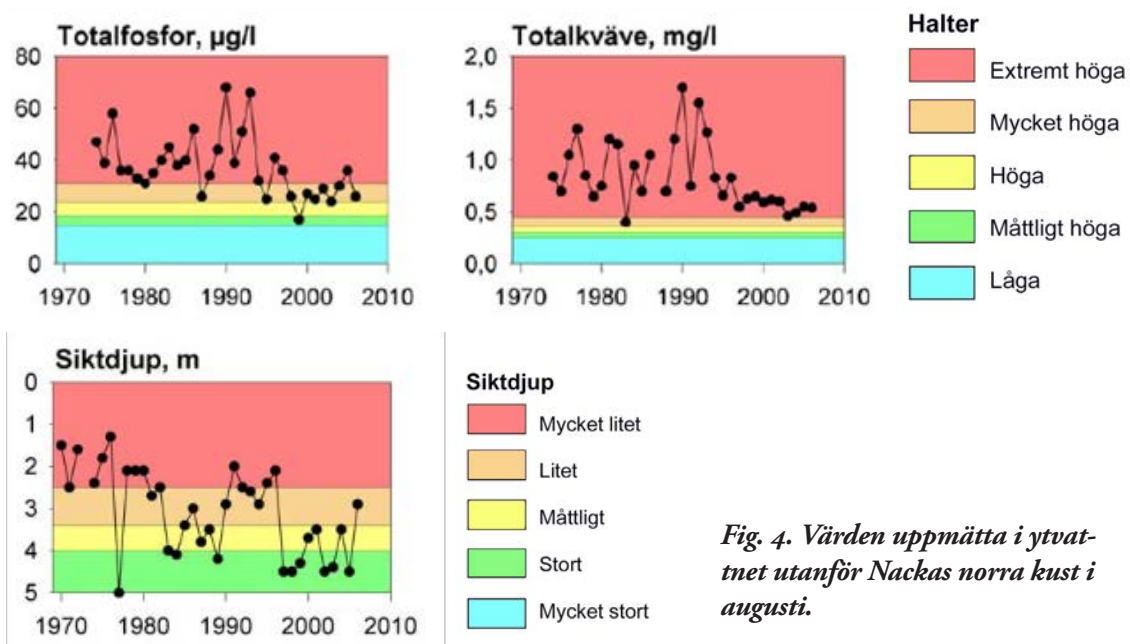 Totalfosfor, µg/l
80
60
40
20
0
1970 1980 1990 2000 2010
Totalkväve, mg/l
2,0
1,5
1,0
0,5
0,0
1970 1980 1990 2000 2010
Halter
Extremt höga
Mycket höga
Höga
Måttligt höga
Låga
Siktdjup, m
0
1
2
3
4
5
1970 1980 1990 2000 2010
Siktdjup
Mycket litet
Litet
Måttligt
Stort
Mycket stort
Fig. 4. Värden uppmätta i ytvat-
tnet utanför Nackas norra kust i
augusti.